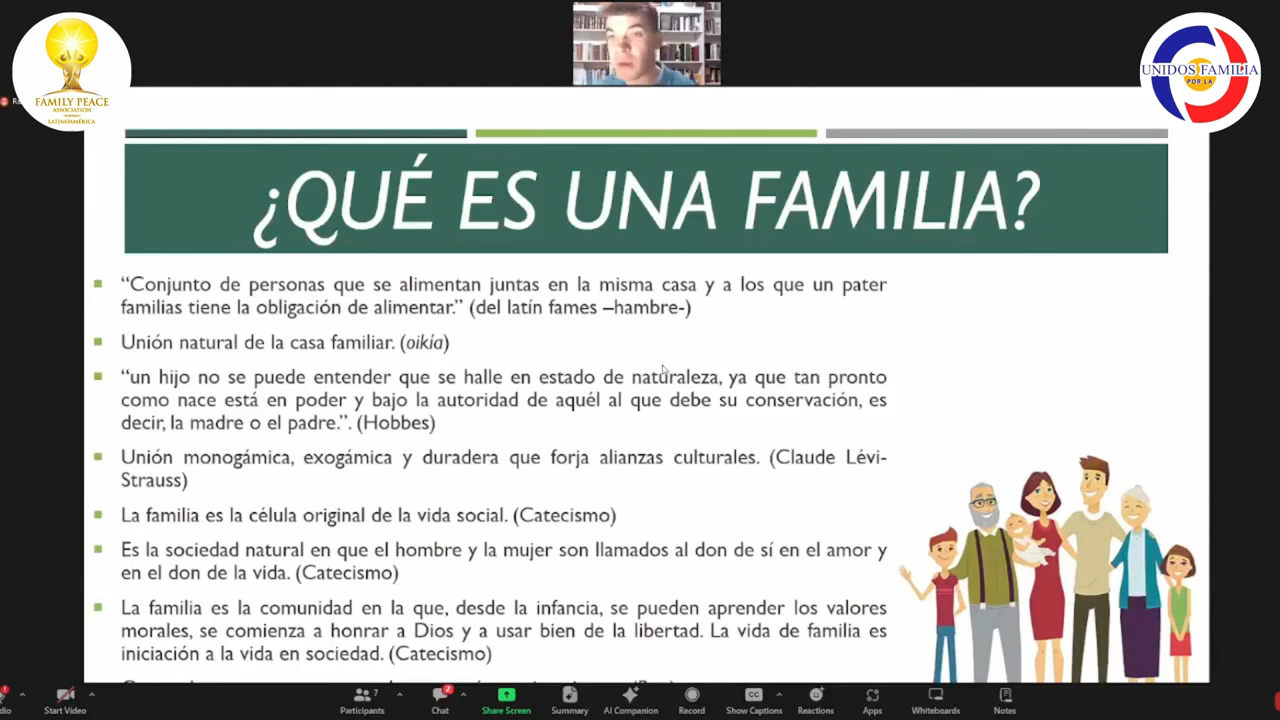 FAMILY PEACE
ASSOCIATION
LATINOAMÉRICA
UNIDOS FAMILIA
POR LA
¿QUÉ ES UNA FAMILIA?
“Conjunto de personas que se alimentan juntas en la misma casa y a los que un pater
familias tiene la obligación de alimentar.” (del latín fames –hambre-)
Unión natural de la casa familiar. (oikía)
“un hijo no se puede entender que se halle en estado de naturaleza, ya que tan pronto
como nace está en poder y bajo la autoridad de aquél al que debe su conservación, es
decir, la madre o el padre.”. (Hobbes)
Unión monogámica, exogámica y duradera que forja alianzas culturales. (Claude Lévi-
Strauss)
La familia es la célula original de la vida social. (Catecismo)
Es la sociedad natural en que el hombre y la mujer son llamados al don de sí en el amor y
en el don de la vida. (Catecismo)
La familia es la comunidad en la que, desde la infancia, se pueden aprender los valores
morales, se comienza a honrar a Dios y a usar bien de la libertad. La vida de familia es
iniciación a la vida en sociedad. (Catecismo)
Start Video
7
Participants
2
Chat
Share Screen
Summary
AI Companion
Record
CC
Show Captions
Reactions
Apps
Whiteboards
Notes